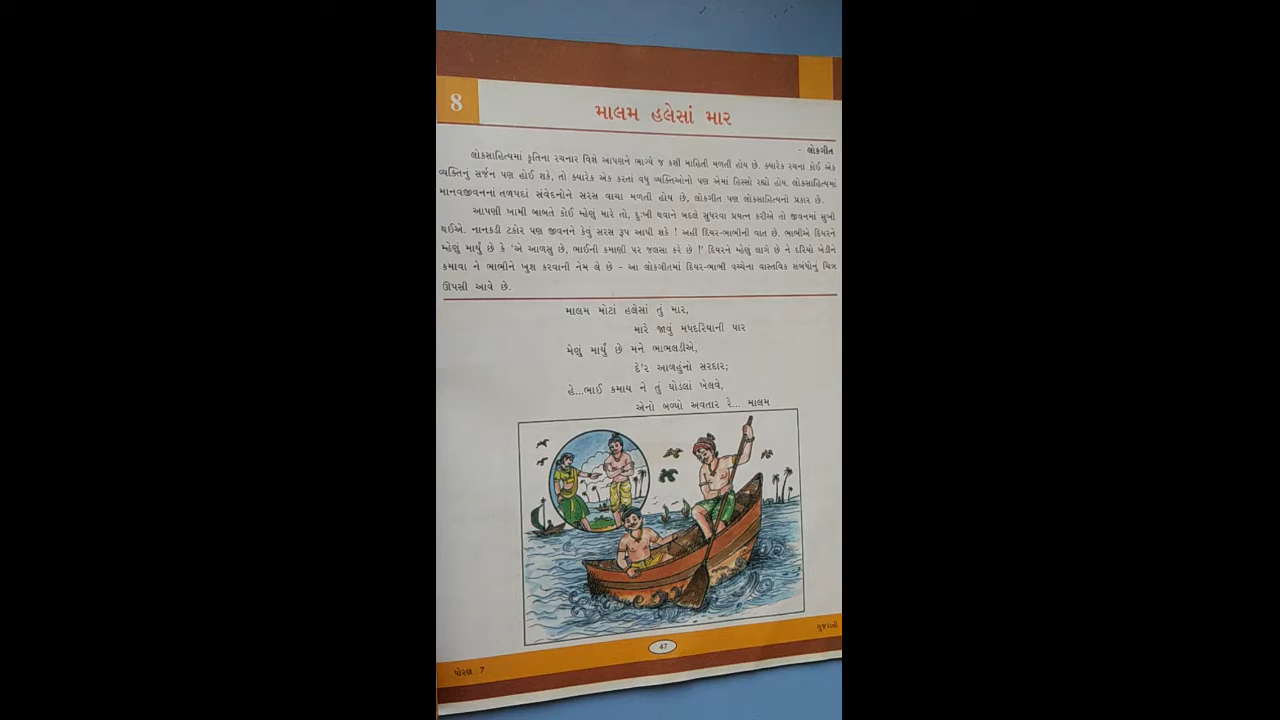 8
માલમ હલેસાં માર
- લોકગીત
લોકસાહિત્યમાં કૃતિના રચનાર વિશે આપણને ભાગ્યે જ કશી માહિતી મળતી હોય છે. ક્યારેક રચના કોઈ એક
વ્યક્તિનું સર્જન પણ હોઈ શકે, તો ક્યારેક એક કરતાં વધુ વ્યક્તિઓનો પણ એમાં હિસ્સો રહ્યો હોય. લોકસાહિત્યમાં
માનવજીવનનાં તળપદાં સંવેદનોને સરસ વાચા મળતી હોય છે, લોકગીત પણ લોકસાહિત્યનો પ્રકાર છે.
આપણી ખામી બાબતે કોઈ મ્હેણું મારે તો, દુઃખી થવાને બદલે સુધરવા પ્રયત્ન કરીએ તો જીવનમાં સુખી
થઈએ. નાનકડી ટકોર પણ જીવનને કેવું સરસ રૂપ આપી શકે ! અહીં દિયર-ભાભીની વાત છે. ભાભીએ દિયરને
મ્હેણું માર્યું છે કે 'એ આળસુ છે, ભાઈની કમાણી પર જલસા કરે છે !' દિયરને મ્હેણું લાગે છે ને દરિયો ખેડીને
કમાવા ને ભાભીને ખુશ કરવાની નેમ લે છે - આ લોકગીતમાં દિયર-ભાભી વચ્ચેના વાસ્તવિક સંબંધોનું ચિત્ર
ઊપસી આવે છે.
માલમ મોટાં હલેસાં તું માર,
મારે જાવું મધદરિયાની પાર
મેણું માર્યું છે મને ભાભલડીએ,
દે'ર આળહુંનો સરદાર;
હે...ભાઈ કમાય ને તું ઘોડલાં ખેલવે,
એનો બળ્યો અવતાર રે... માલમ
ગુજરાતી
47
ધોરણ 7